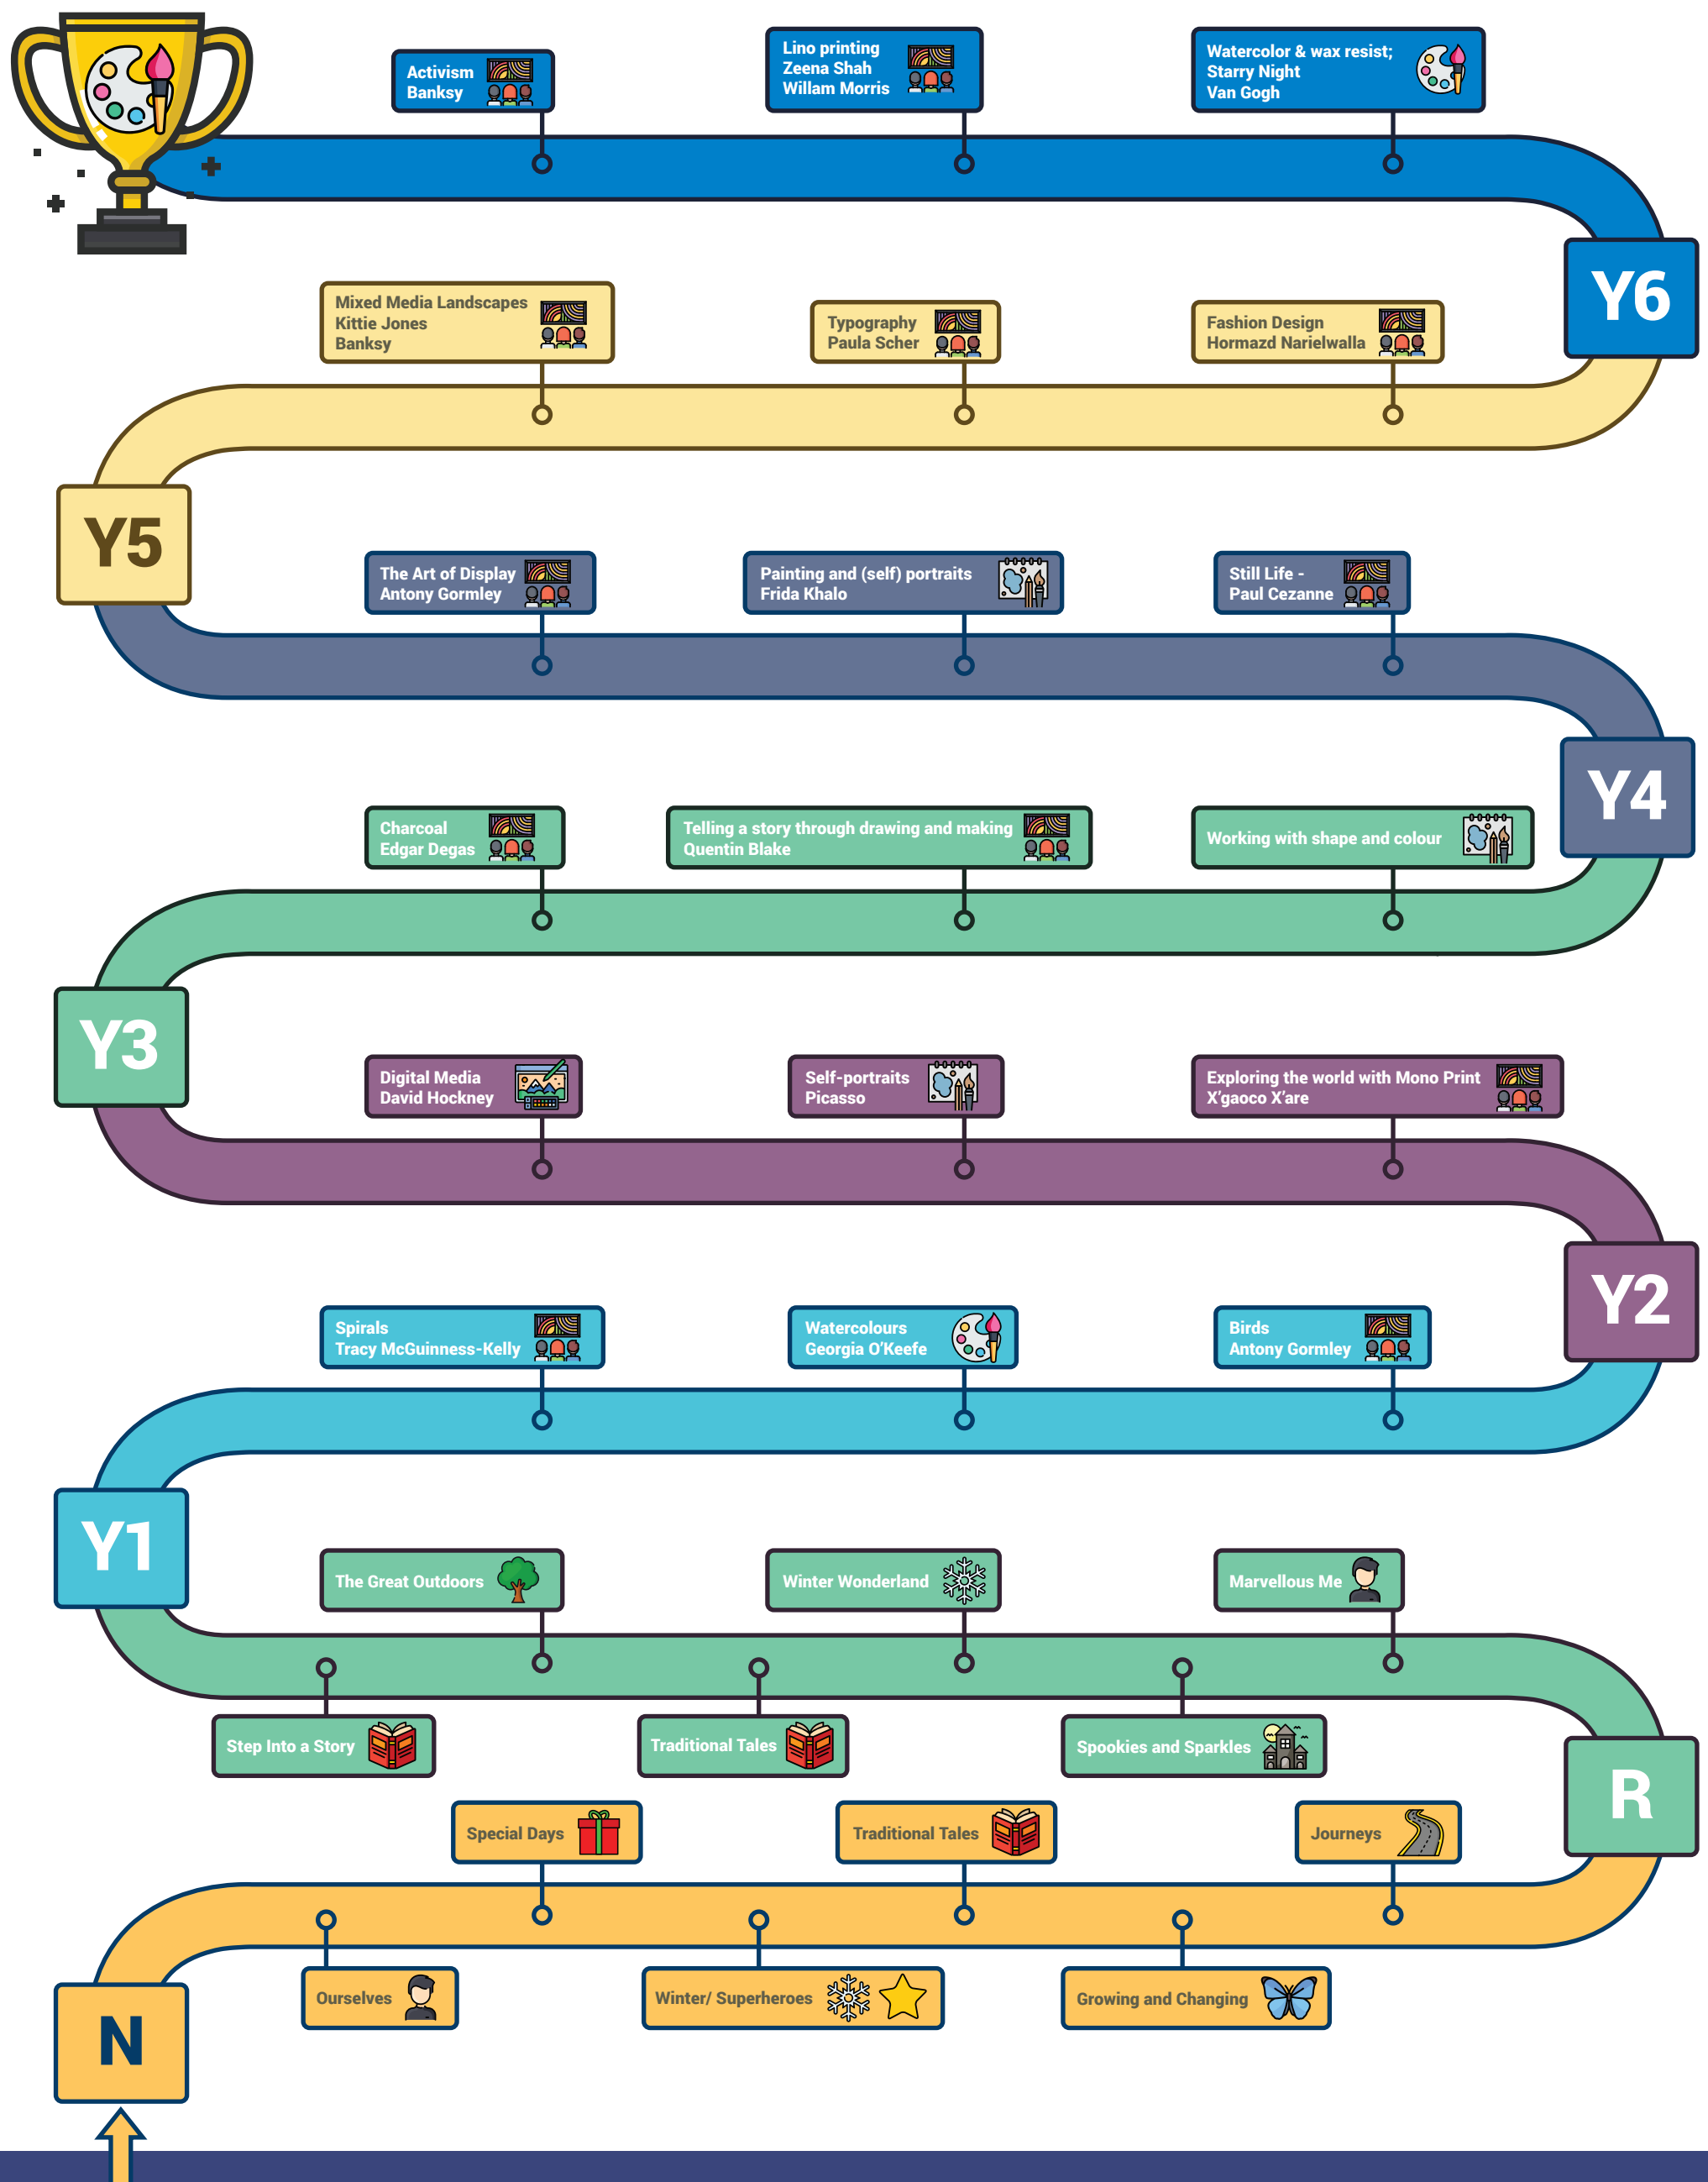 Activism
Banksy
Lino printing
Zeena Shah
Willam Morris
Watercolor & wax resist;
Starry Night
Van Gogh
Y6
Mixed Media Landscapes
Kittie Jones
Banksy
Typography
Paula Scher
Fashion Design
Hormazd Narielwalla
Y5
The Art of Display
Antony Gormley
Painting and (self) portraits
Frida Khalo
Still Life -
Paul Cezanne
Y4
Charcoal
Edgar Degas
Telling a story through drawing and making
Quentin Blake
Working with shape and colour
Y3
Digital Media
David Hockney
Self-portraits
Picasso
Exploring the world with Mono Print
X'gaoco X'are
Y2
Spirals
Tracy McGuinness-Kelly
Watercolours
Georgia O'Keefe
Birds
Antony Gormley
Y1
The Great Outdoors
Winter Wonderland
Marvellous Me
Step Into a Story
Traditional Tales
Spookies and Sparkles
R
Special Days
Traditional Tales
Journeys
Ourselves
Winter/ Superheroes
Growing and Changing
N